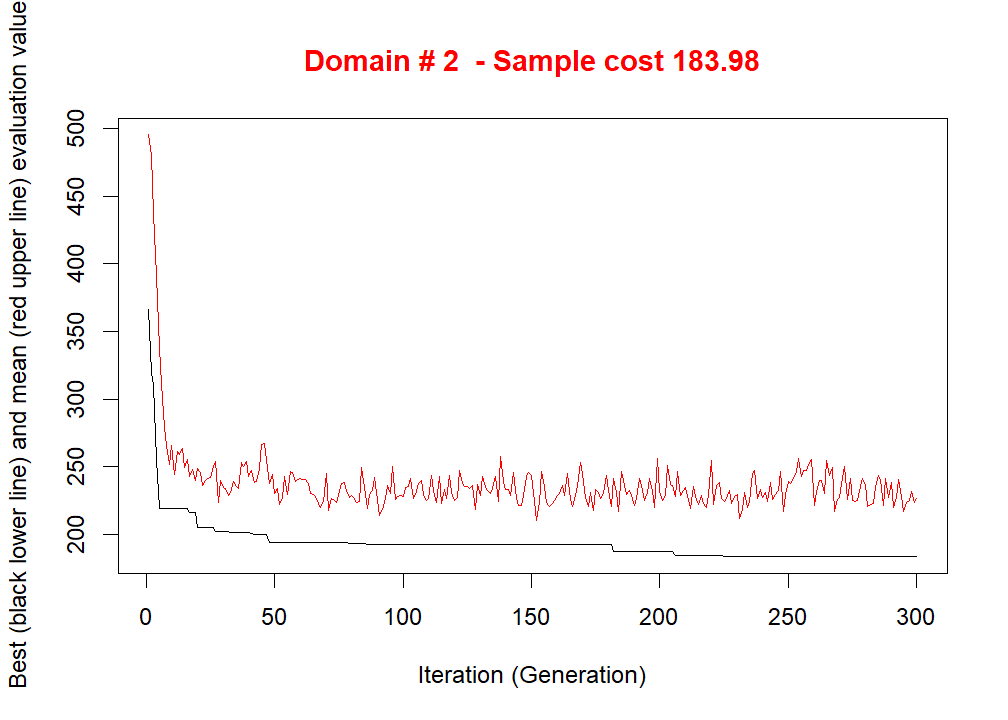 Domain # 2  - Sample cost 183.98
Best (black lower line) and mean (red upper line) evaluation value
500
450
400
350
300
250
200
0 50 100 150 200 250 300
Iteration (Generation)